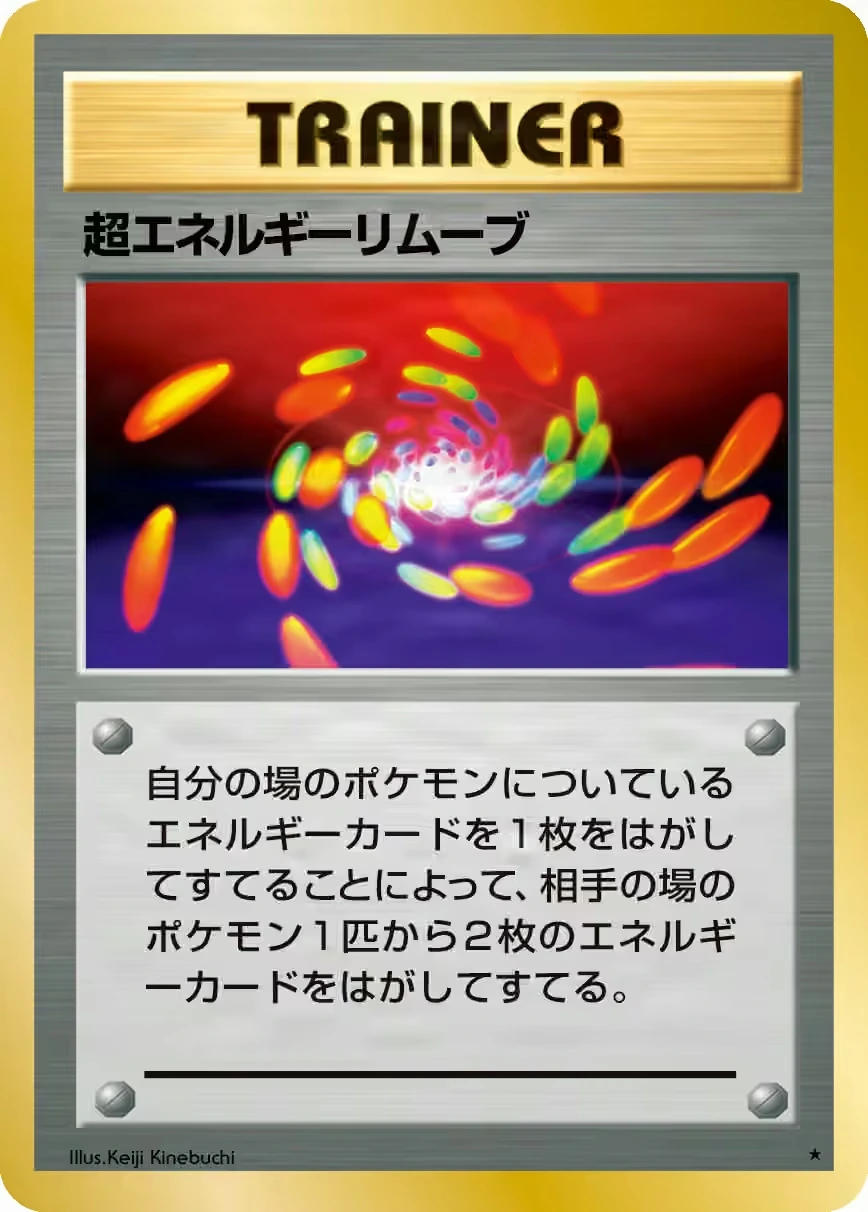 TRAINER
超エネルギーリムーブ
自分の場のポケモンについている
エネルギーカードを1枚をはがし
てすてることによって、相手の場の
ポケモン1匹から2枚のエネルギ
ーカードをはがしてすてる。
Illus.Keiji Kinebuchi
★